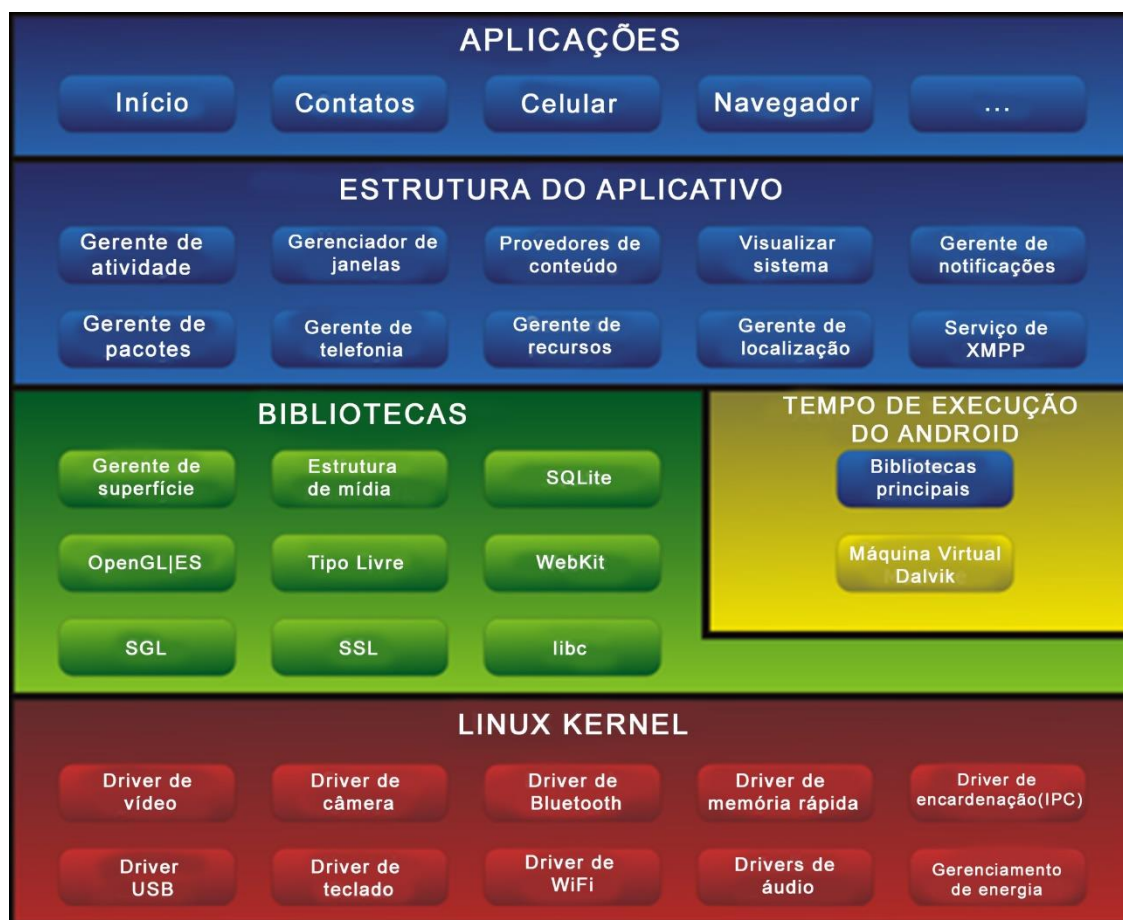 APLICAÇÕES
Início
Contatos
Celular
Navegador
...
ESTRUTURA DO APLICATIVO
Gerente de
atividade
Gerenciador de
janelas
Provedores de
conteúdo
Visualizar
sistema
Gerente de
notificações
Gerente de
pacotes
Gerente de
telefonia
Gerente de
recursos
Gerente de
localização
Serviço de
XMPP
BIBLIOTECAS
Gerente de
superfície
Estrutura
de mídia
SQLite
OpenGL|ES
Tipo Livre
WebKit
SGL
SSL
libc
TEMPO DE EXECUÇÃO
DO ANDROID
Bibliotecas
principais
Máquina Virtual
Dalvik
LINUX KERNEL
Driver de
vídeo
Driver de
câmera
Driver de
Bluetooth
Driver de
memória rápida
Driver de
encardenação(IPC)
Driver
USB
Driver de
teclado
Driver de
WiFi
Drivers de
áudio
Gerenciamento
de energia